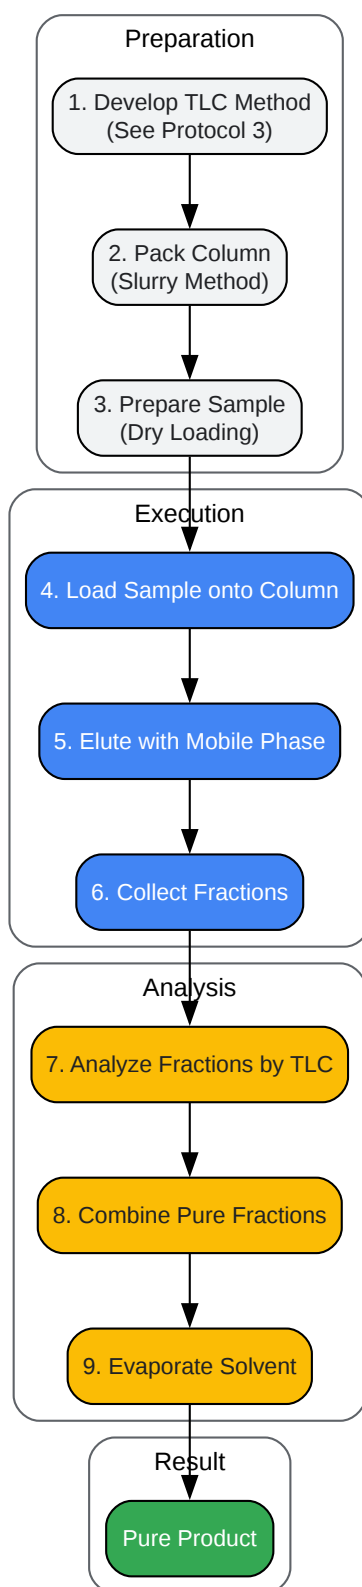 Preparation
1. Develop TLC Method
(See Protocol 3)
2. Pack Column
(Slurry Method)
3. Prepare Sample
(Dry Loading)
Execution
4. Load Sample onto Column
5. Elute with Mobile Phase
6. Collect Fractions
Analysis
7. Analyze Fractions by TLC
8. Combine Pure Fractions
9. Evaporate Solvent
Result
Pure Product